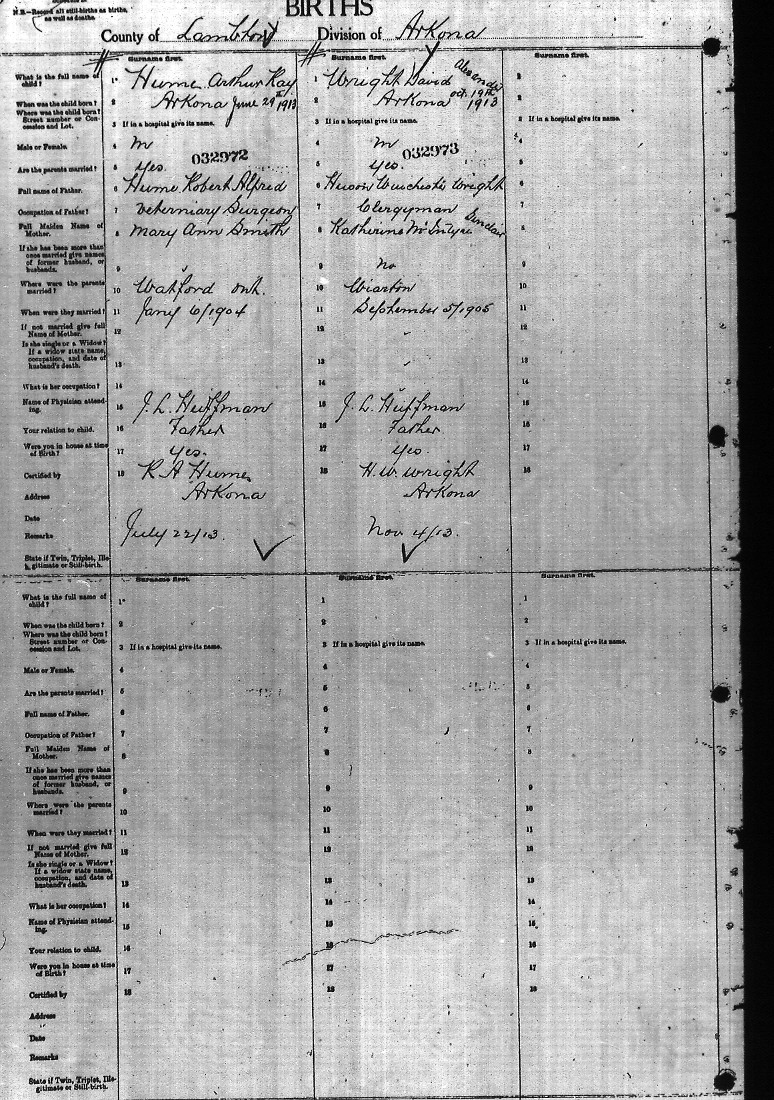 BIRTHS
N.B.—Record all still-births as births,
as well as deaths.
County of Lambton Division of Arkona
Surname first. Surname first. Surname first.
What is the full name of child? 1 Hume Arthur Ray 1 Wright David 1
When was the child born? 2 Arkona June 29th 1913 2 Arkona Oct. 19th 1913 2
Where was the child born? Street number or Concession and Lot. 3 If in a hospital give its name. 3 If in a hospital give its name. 3 If in a hospital give its name.
Male or Female. 4 M 4 M 4
032972 032973
Are the parents married? 5 Yes. 5 Yes. 5
Full name of Father. 6 Hume Robert Alfred 6 Wright 6
Occupation of Father? 7 Veterniary Surgeon 7 Clergyman 7
Full Maiden Name of Mother. 8 Mary Ann Smith 8 Katherine McIntyre Sinclair 8
If she has been more than once married give names of former husband, or husbands. 9 9 No 9
Where were the parents married? 10 Watford Ont. 10 Wiarton 10
When were they married? 11 Jany 6/1904 11 September 5/1905 11
If not married give full Name of Mother. 12 12 12
Is she single or a Widow? If a widow state name, occupation, and date of husband's death. 13 13 13
What is her occupation? 14 14 14
Name of Physician attending. 15 J. L. Huffman 15 J. L. Huffman 15
Your relation to child. 16 Father 16 Father 16
Were you in house at time of Birth? 17 Yes. 17 Yes. 17
Certified by 18 R A Hume 18 H. W. Wright 18
Address Arkona Arkona
Date
Remarks July 22/13 Nov 4/13.
State if Twin, Triplet, Illegitimate or Still-birth.
Surname first. Surname first. Surname first.
What is the full name of child? 1 1 1
When was the child born? 2 2 2
Where was the child born? Street number or Concession and Lot. 3 If in a hospital give its name. 3 If in a hospital give its name. 3 If in a hospital give its name.
Male or Female. 4 4 4
Are the parents married? 5 5 5
Full name of Father. 6 6 6
Occupation of Father? 7 7 7
Full Maiden Name of Mother. 8 8 8
If she has been more than once married give names of former husband, or husbands. 9 9 9
Where were the parents married? 10 10 10
When were they married? 11 11 11
If not married give full Name of Mother. 12 12 12
Is she single or a Widow? If a widow state name, occupation, and date of husband's death. 13 13 13
What is her occupation? 14 14 14
Name of Physician attending. 15 15 15
Your relation to child. 16 16 16
Were you in house at time of Birth? 17 17 17
Certified by 18 18 18
Address
Date
Remarks
State if Twin, Triplet, Illegitimate or Still-birth.